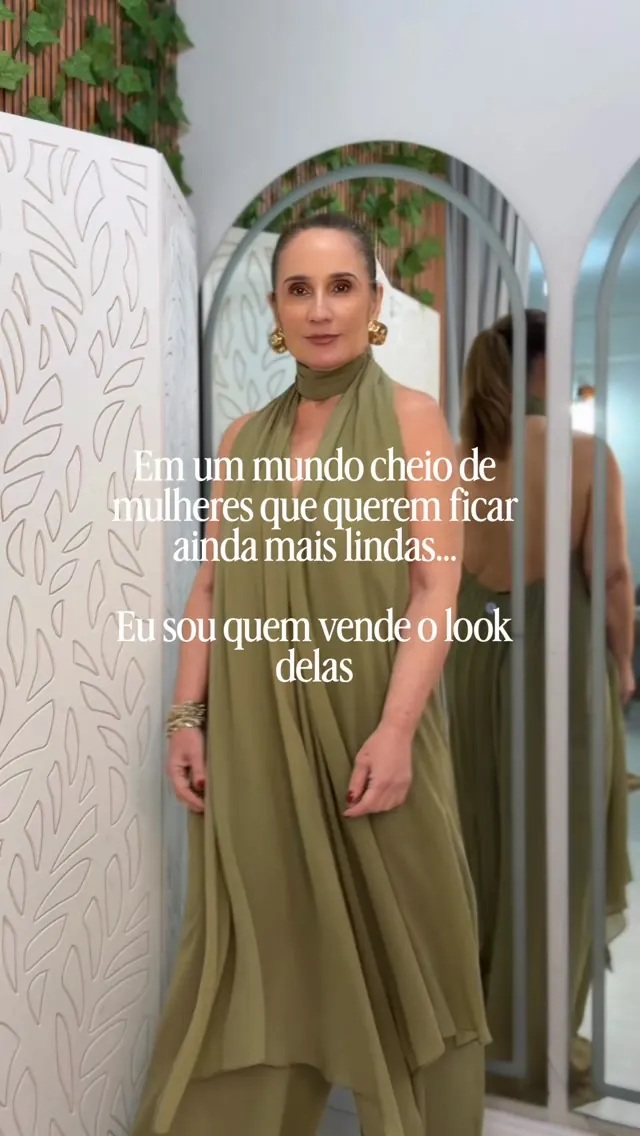 Em um mundo cheio de
mulheres que querem ficar
ainda mais lindas...
Eu sou quem vende o look
delas